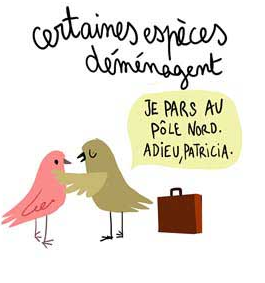 certaines espèces
déménagent
JE PARS AU
PÔLE NORD.
ADIEU, PATRICIA.